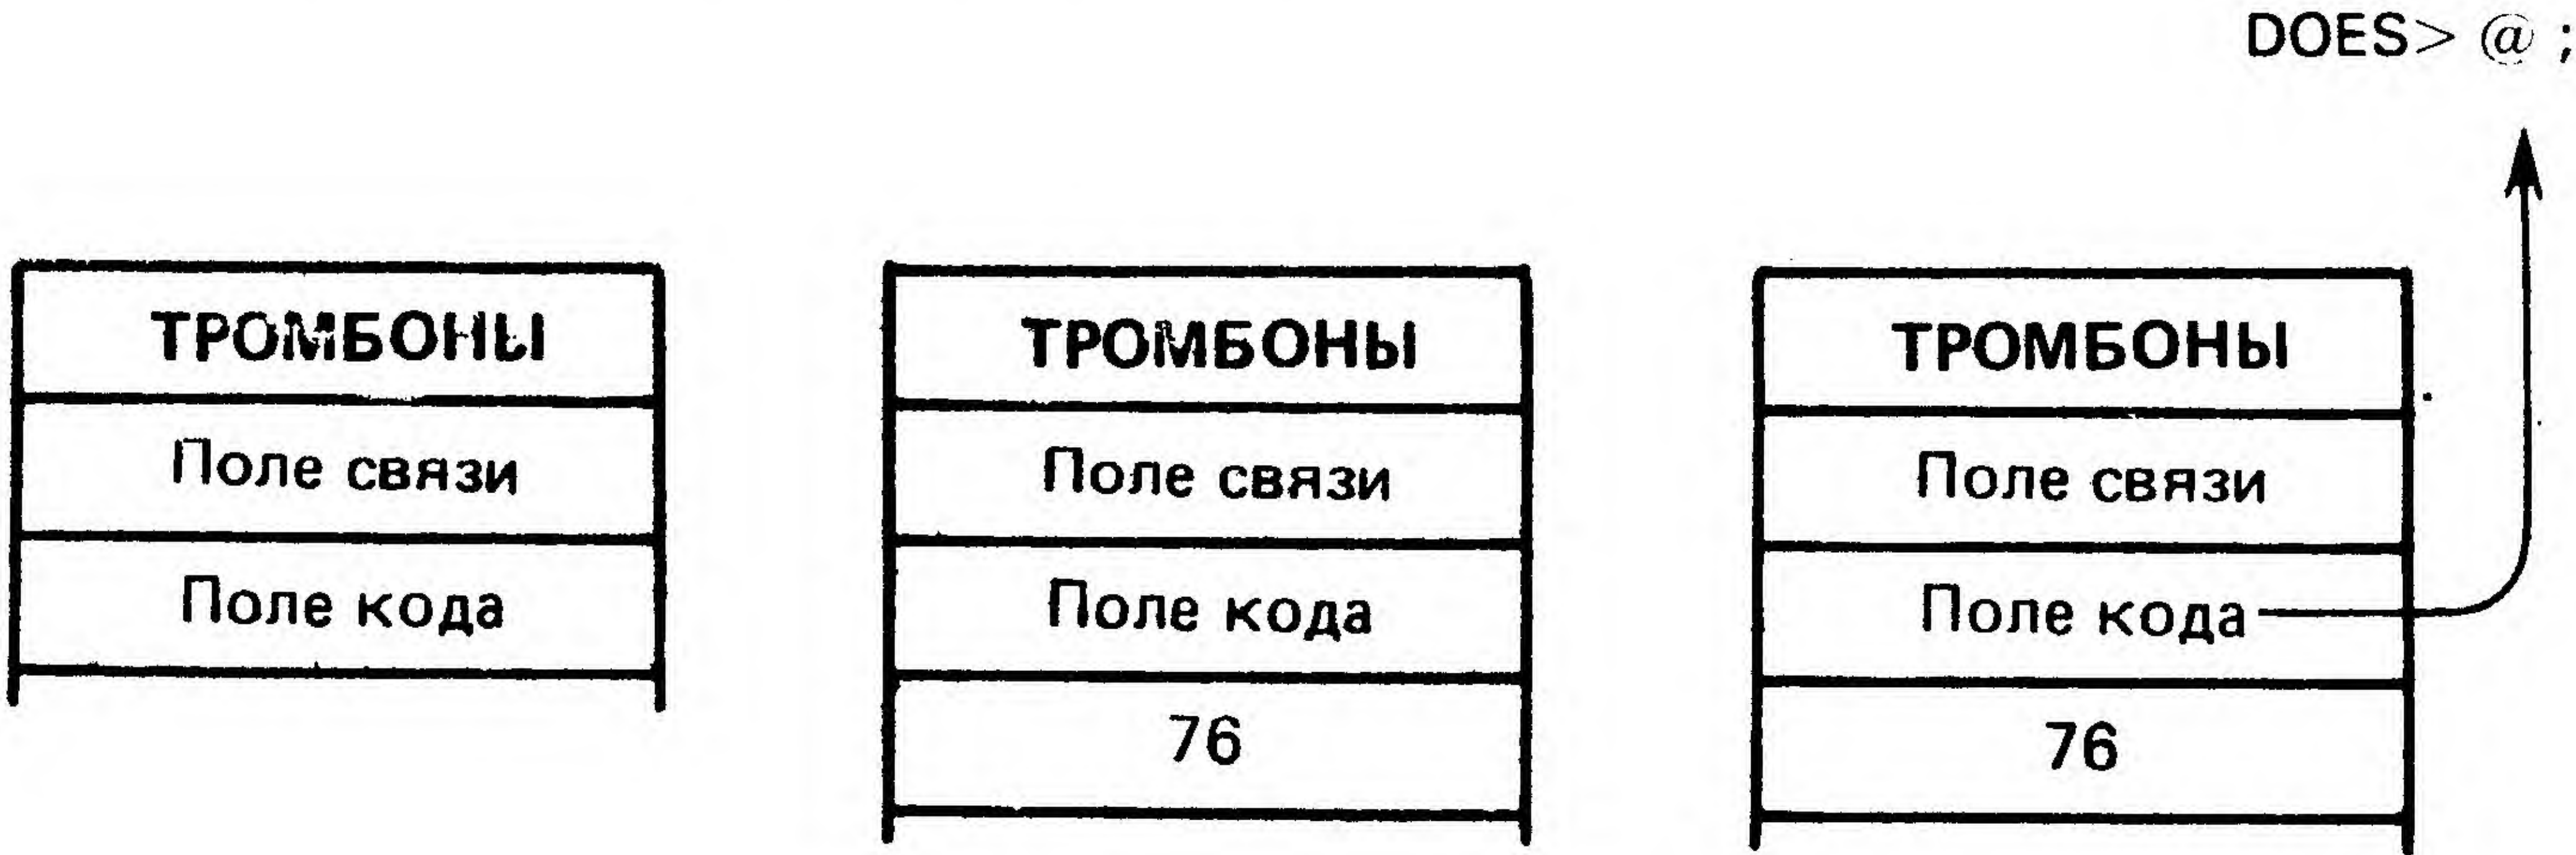 DOES> @ ;
ТРОМБОНЫ
Поле связи
Поле кода
ТРОМБОНЫ
Поле связи
Поле кода
76
ТРОМБОНЫ
Поле связи
Поле кода
76